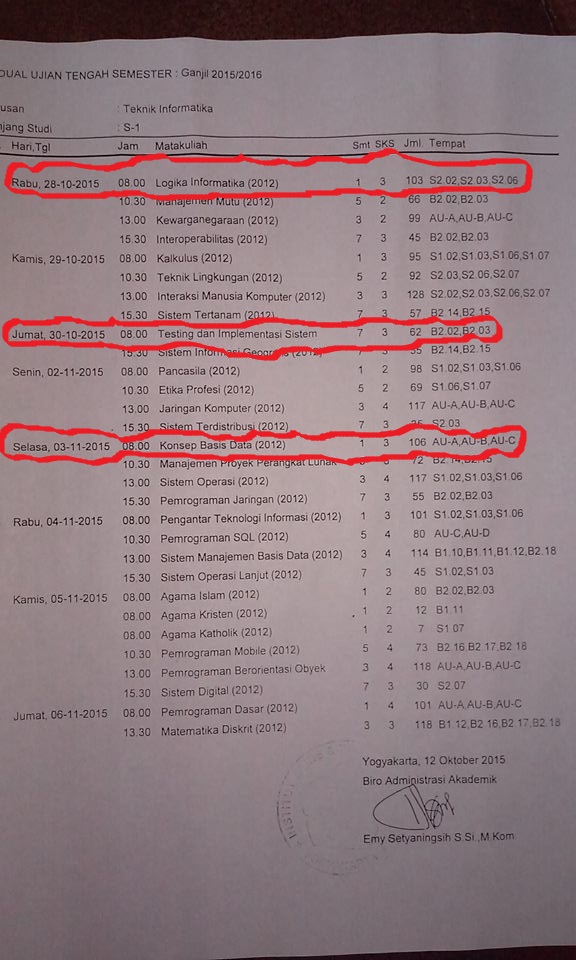 DUAL UJIAN TENGAH SEMESTER : Ganjil 2015/2016
usan : Teknik Informatika
njang Studi : S-1
Hari,Tgl Jam Matakuliah Smt SKS Jml Tempat
Rabu, 28-10-2015 08.00 Logika Informatika (2012) 1 3 103 S2.02,S2.03,S2.06
10.30 Manajemen Mutu (2012) 5 2 66 B2.02,B2.03
13.00 Kewarganegaraan (2012) 3 2 99 AU-A,AU-B,AU-C
15.30 Interoperabilitas (2012) 7 3 45 B2.02,B2.03
Kamis, 29-10-2015 08.00 Kalkulus (2012) 1 3 95 S1.02,S1.03,S1.06,S1.07
10.30 Teknik Lingkungan (2012) 5 2 92 S2.03,S2.06,S2.07
13.00 Interaksi Manusia Komputer (2012) 3 3 128 S2.02,S2.03,S2.06,S2.07
15.30 Sistem Tertanam (2012) 7 3 57 B2.14,B2.15
Jumat, 30-10-2015 08.00 Testing dan Implementasi Sistem 7 3 62 B2.02,B2.03
15.30 Sistem Informasi Geografis (2012) 7 3 35 B2.14,B2.15
Senin, 02-11-2015 08.00 Pancasila (2012) 1 2 98 S1.02,S1.03,S1.06
10.30 Etika Profesi (2012) 5 2 69 S1.06,S1.07
13.00 Jaringan Komputer (2012) 3 4 117 AU-A,AU-B,AU-C
15.30 Sistem Terdistribusi (2012) 7 3 S2.03
Selasa, 03-11-2015 08.00 Konsep Basis Data (2012) 1 3 106 AU-A,AU-B,AU-C
10.30 Manajemen Proyek Perangkat Lunak 3 72 B2.14,B2.15
13.00 Sistem Operasi (2012) 3 4 117 S1.02,S1.03,S1.06
15.30 Pemrograman Jaringan (2012) 7 3 55 B2.02,B2.03
Rabu, 04-11-2015 08.00 Pengantar Teknologi Informasi (2012) 1 3 101 S1.02,S1.03,S1.06
10.30 Pemrograman SQL (2012) 5 4 80 AU-C,AU-D
13.00 Sistem Manajemen Basis Data (2012) 3 4 114 B1.10,B1.11,B1.12,B2.18
15.30 Sistem Operasi Lanjut (2012) 7 3 45 S1.02,S1.03
Kamis, 05-11-2015 08.00 Agama Islam (2012) 1 2 80 B2.02,B2.03
08.00 Agama Kristen (2012) 1 2 12 B1.11
08.00 Agama Katholik (2012) 1 2 7 S1.07
10.30 Pemrograman Mobile (2012) 5 4 73 B2.16,B2.17,B2.18
13.00 Pemrograman Berorientasi Obyek 3 4 118 AU-A,AU-B,AU-C
15.30 Sistem Digital (2012) 7 3 30 S2.07
Jumat, 06-11-2015 08.00 Pemrograman Dasar (2012) 1 4 101 AU-A,AU-B,AU-C
13.30 Matematika Diskrit (2012) 3 3 118 B1.12,B2.16,B2.17,B2.18
Yogyakarta, 12 Oktober 2015
Biro Administrasi Akademik
Emy Setyaningsih S.Si.,M.Kom.